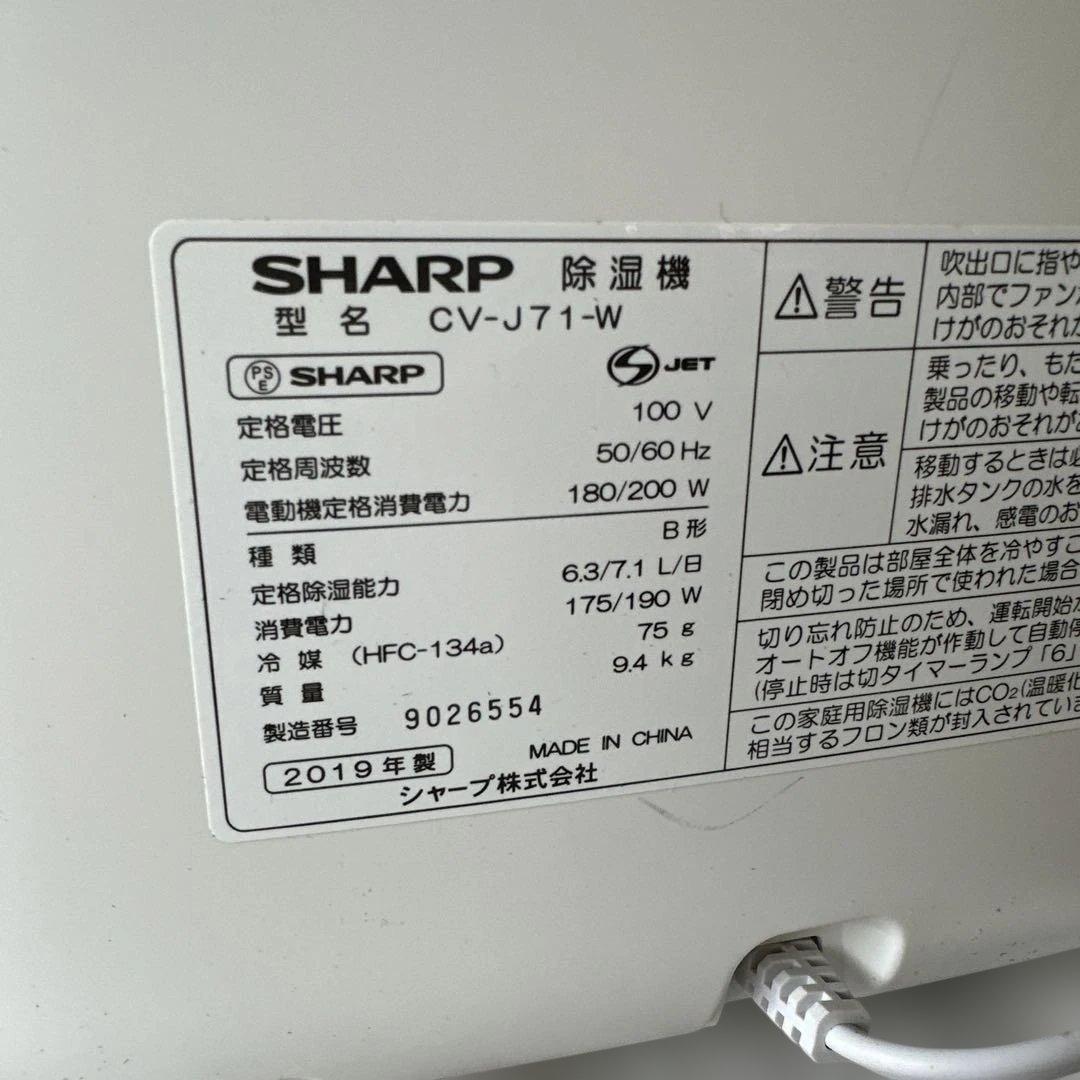 SHARP 除湿機
型名 CV-J71-W
PSE SHARP
S JET
定格電圧 100 V
定格周波数 50/60 Hz
電動機定格消費電力 180/200 W
種類 B形
定格除湿能力 6.3/7.1 L/日
消費電力 175/190 W
冷媒 (HFC-134a) 75 g
質量 9.4 kg
製造番号 9026554
MADE IN CHINA
2019年製
シャープ株式会社
警告
吹出口に指や
内部でファン
けがのおそれが
注意
乗ったり、もた
製品の移動や転
けがのおそれが
移動するときは必
排水タンクの水を
水漏れ、感電のお
この製品は部屋全体を冷やすこ
閉め切った場所で使われた場合
切り忘れ防止のため、運転開始
オートオフ機能が作動して自動停
(停止時は切タイマーランプ「6」
この家庭用除湿機にはCO2(温暖化
相当するフロン類が封入されていま